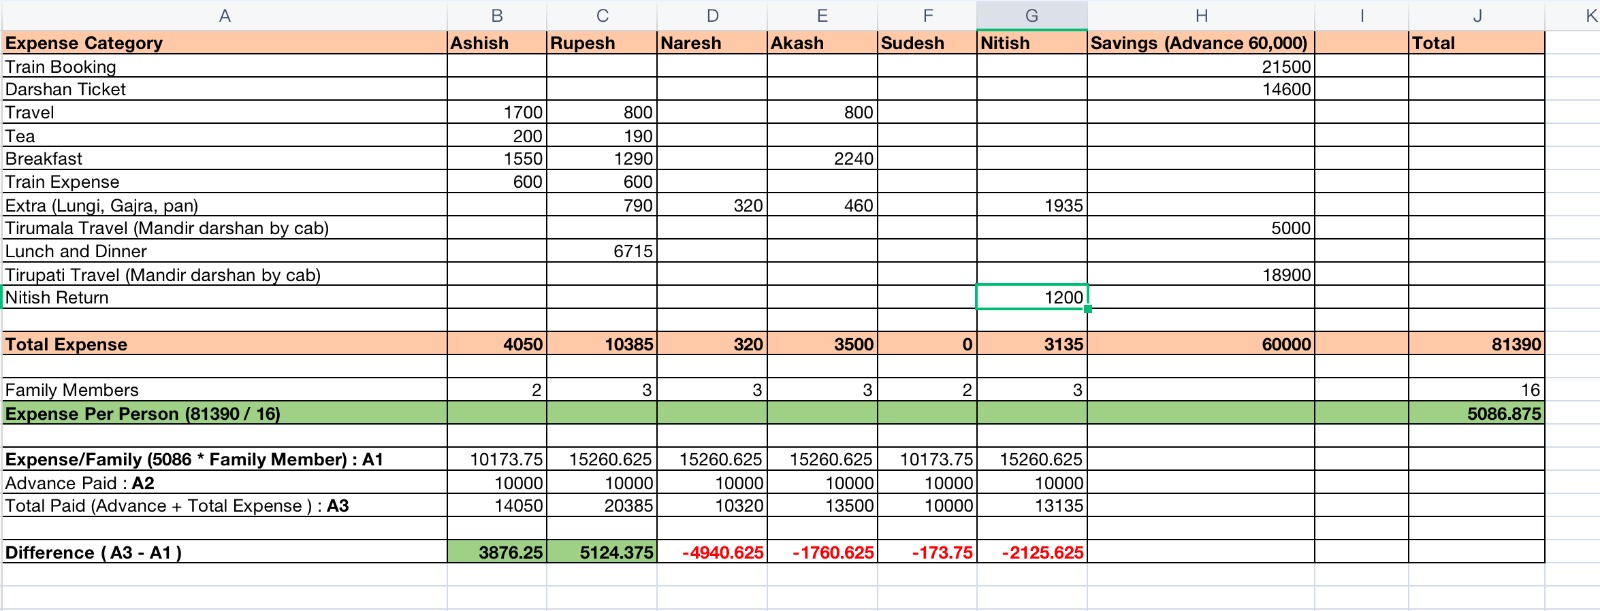 A B C D E F G H I J K
Expense Category Ashish Rupesh Naresh Akash Sudesh Nitish Savings (Advance 60,000) Total
Train Booking 21500
Darshan Ticket 14600
Travel 1700 800 800
Tea 200 190
Breakfast 1550 1290 2240
Train Expense 600 600
Extra (Lungi, Gajra, pan) 790 320 460 1935
Tirumala Travel (Mandir darshan by cab) 5000
Lunch and Dinner 6715
Tirupati Travel (Mandir darshan by cab) 18900
Nitish Return 1200
Total Expense 4050 10385 320 3500 0 3135 60000 81390
Family Members 2 3 3 3 2 3 16
Expense Per Person (81390 / 16) 5086.875
Expense/Family (5086 * Family Member) : A1 10173.75 15260.625 15260.625 15260.625 10173.75 15260.625
Advance Paid : A2 10000 10000 10000 10000 10000 10000
Total Paid (Advance + Total Expense ) : A3 14050 20385 10320 13500 10000 13135
Difference ( A3 - A1 ) 3876.25 5124.375 -4940.625 -1760.625 -173.75 -2125.625